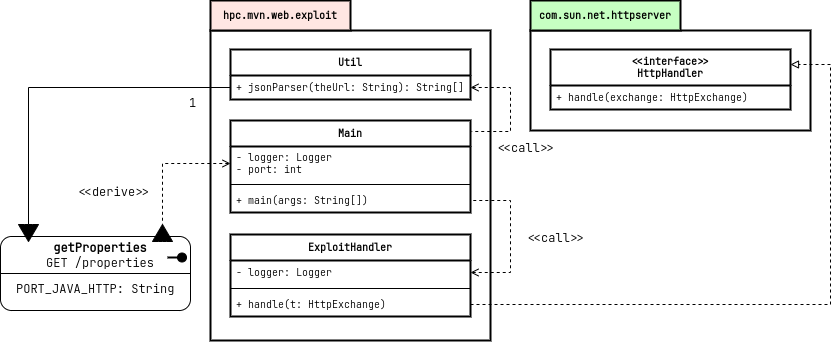 hpc.mvn.web.exploit
com.sun.net.httpserver
Util
+ jsonParser(theUrl: String): String[]
<<interface>>
HttpHandler
+ handle(exchange: HttpExchange)
1
Main
- logger: Logger
- port: int
+ main(args: String[])
<<call>>
<<derive>>
getProperties
GET /properties
PORT_JAVA_HTTP: String
ExploitHandler
- logger: Logger
+ handle(t: HttpExchange)
<<call>>